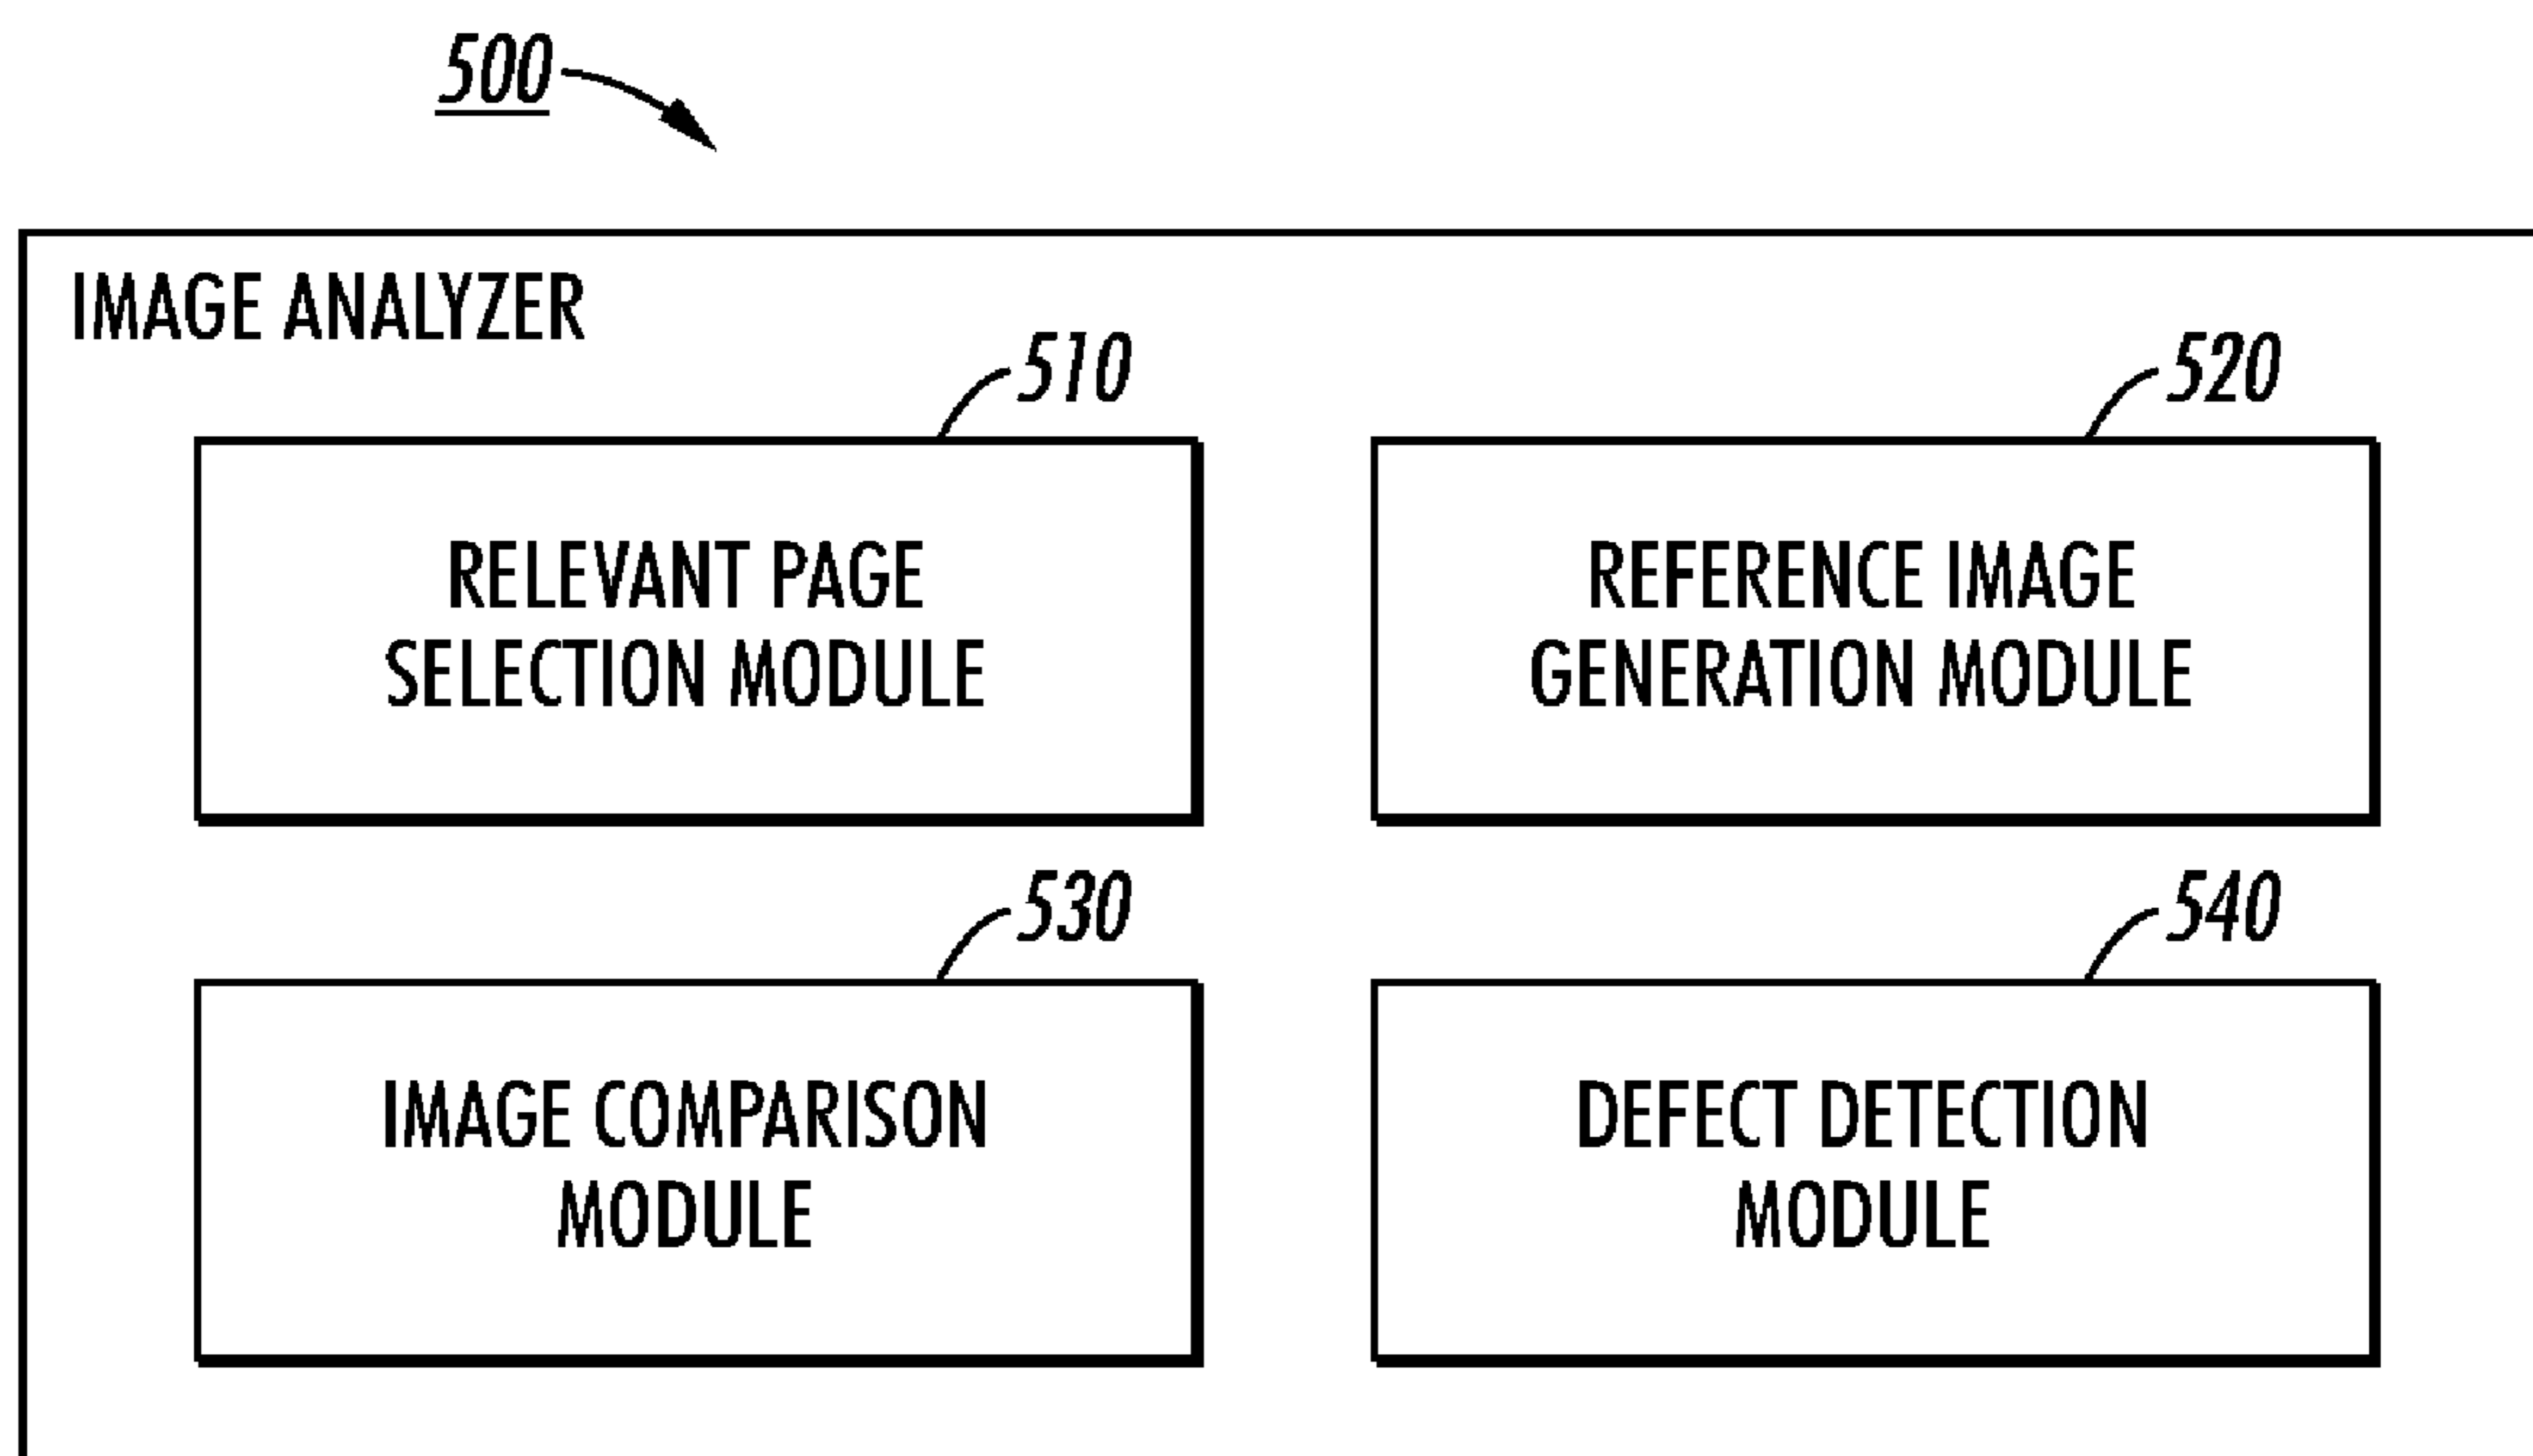 500
IMAGE ANALYZER
510
520
RELEVANT PAGE
SELECTION MODULE
REFERENCE IMAGE
GENERATION MODULE
530
540
IMAGE COMPARISON
MODULE
DEFECT DETECTION
MODULE